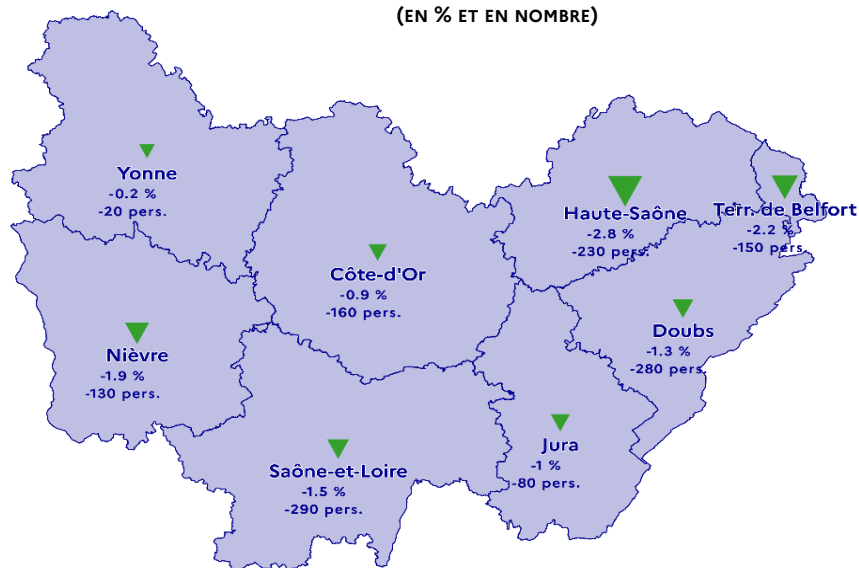 (EN % ET EN NOMBRE)
Yonne
-0.2 %
-20 pers.
Haute-Saône
-2.8 %
-230 pers.
Terr. de Belfort
-2.2 %
-150 pers.
Côte-d'Or
-0.9 %
-160 pers.
Doubs
-1.3 %
-280 pers.
Nièvre
-1.9 %
-130 pers.
Jura
-1 %
-80 pers.
Saône-et-Loire
-1.5 %
-290 pers.